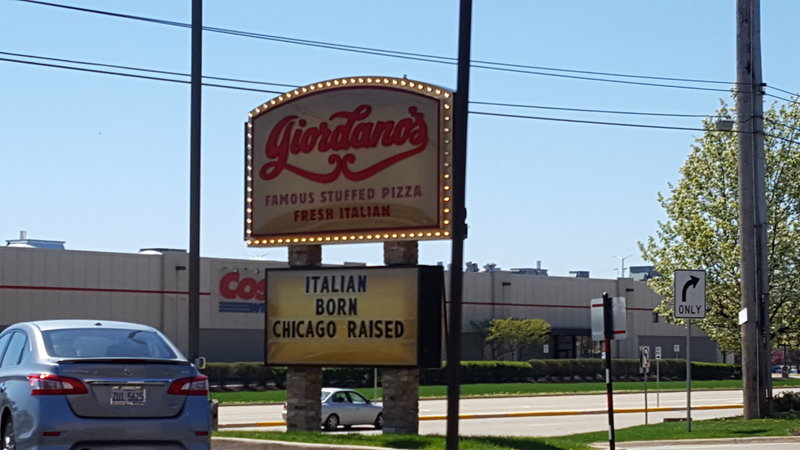 Giordano's
FAMOUS STUFFED PIZZA
FRESH ITALIAN
ITALIAN
BORN
CHICAGO RAISED
ONLY